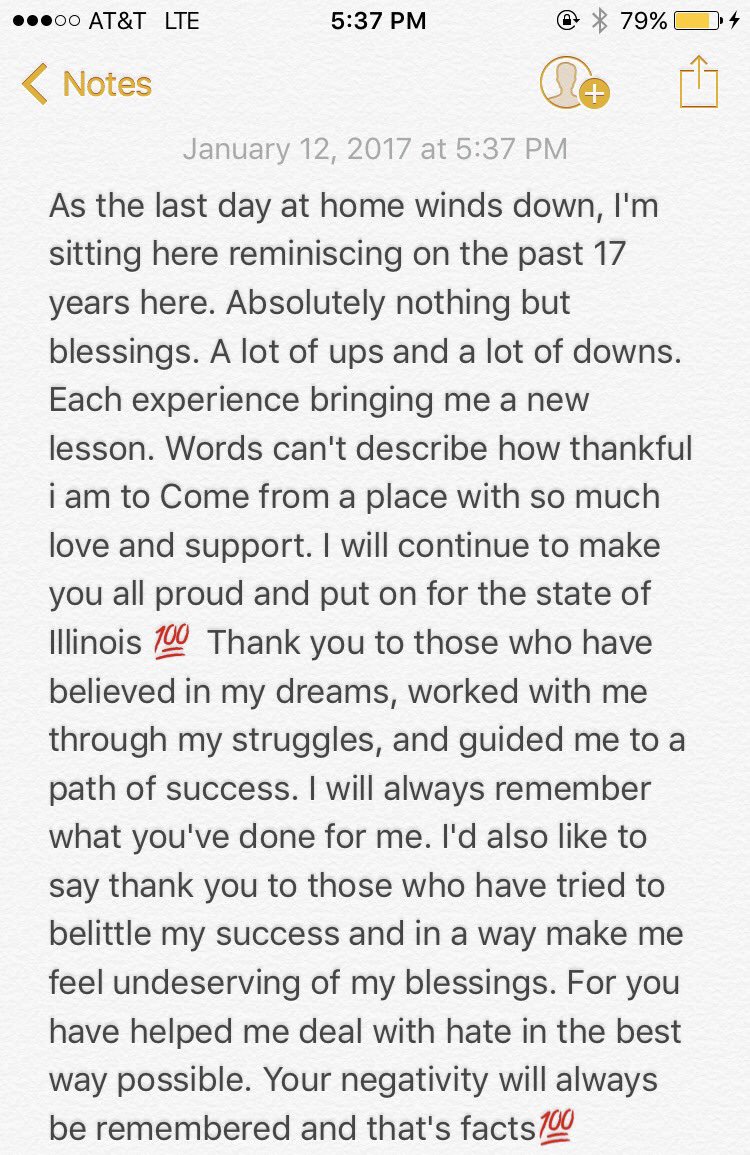 AT&T LTE 5:37 PM 79%
Notes
January 12, 2017 at 5:37 PM
As the last day at home winds down, I'm
sitting here reminiscing on the past 17
years here. Absolutely nothing but
blessings. A lot of ups and a lot of downs.
Each experience bringing me a new
lesson. Words can't describe how thankful
i am to Come from a place with so much
love and support. I will continue to make
you all proud and put on for the state of
Illinois 💯 Thank you to those who have
believed in my dreams, worked with me
through my struggles, and guided me to a
path of success. I will always remember
what you've done for me. I'd also like to
say thank you to those who have tried to
belittle my success and in a way make me
feel undeserving of my blessings. For you
have helped me deal with hate in the best
way possible. Your negativity will always
be remembered and that's facts💯